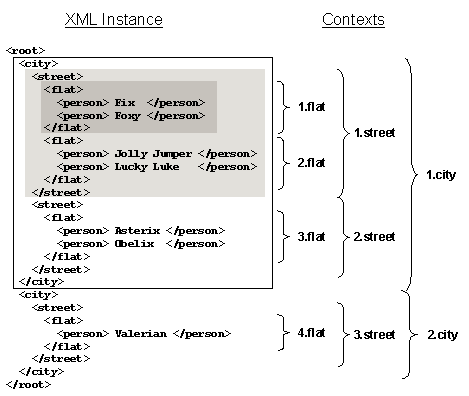 XML Instance
Contexts
<root>
<city>
<street>
<flat>
<person> Fix </person>
<person> Foxy </person>
</flat>
<flat>
<person> Jolly Jumper </person>
<person> Lucky Luke </person>
</flat>
</street>
<street>
<flat>
<person> Asterix </person>
<person> Obelix </person>
</flat>
</street>
</city>
<city>
<street>
<flat>
<person> Valerian </person>
</flat>
</street>
</city>
</root>
1.flat
2.flat
3.flat
4.flat
1.street
2.street
3.street
1.city
2.city